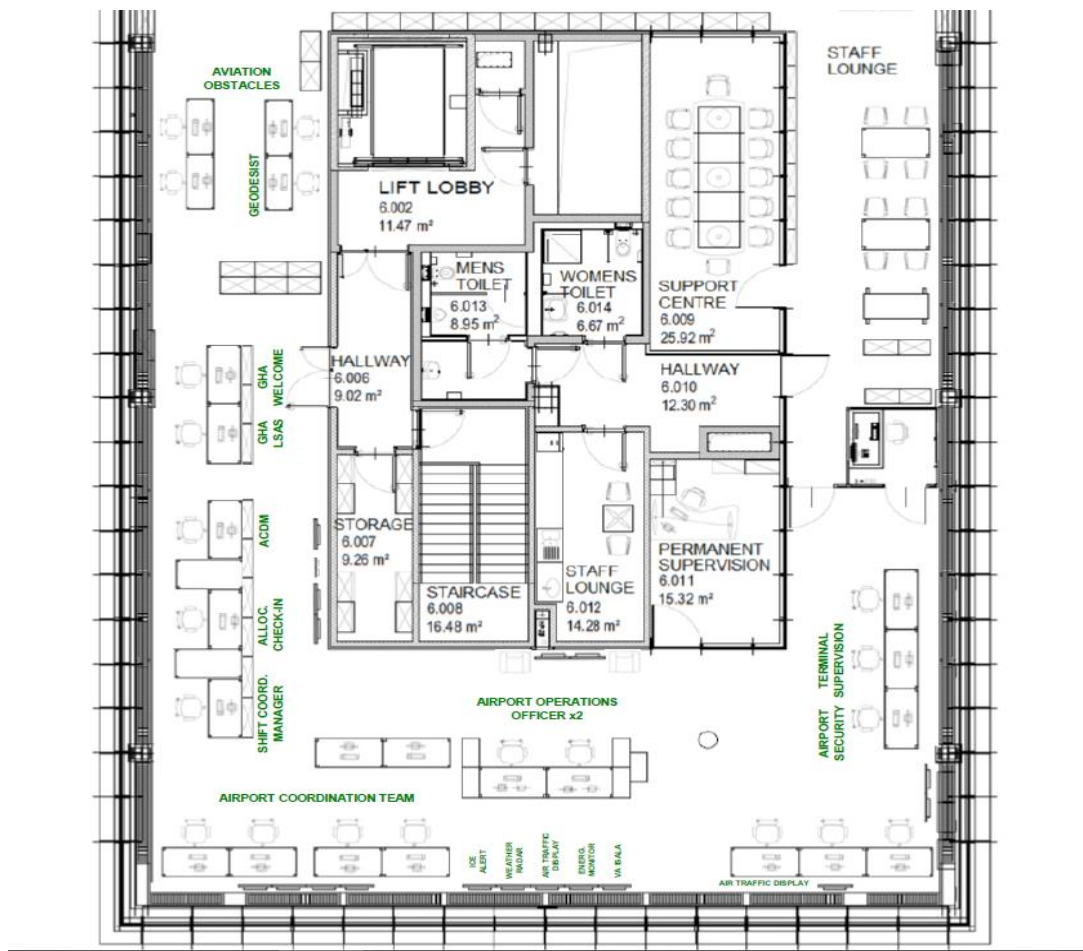 STAFF
LOUNGE
AVIATION
OBSTACLES
GEODESIST
LIFT LOBBY
6.002
11.47 m²
MENS
TOILET
6.013
8.95 m²
WOMENS
TOILET
6.014
6.67 m²
SUPPORT
CENTRE
6.009
25.92 m²
HALLWAY
6.006
9.02 m²
HALLWAY
6.010
12.30 m²
GHA
WELCOME
GHA
LSAS
ACDM
STORAGE
6.007
9.26 m²
ALLOC.
CHECK-IN
STAIRCASE
6.008
16.48 m²
STAFF
LOUNGE
6.012
14.28 m²
PERMANENT
SUPERVISION
6.011
15.32 m²
SHIFT COORD.
MANAGER
AIRPORT OPERATIONS
OFFICER x2
TERMINAL
SUPERVISION
AIRPORT
SECURITY
AIRPORT COORDINATION TEAM
ICE
ALERT
WEATHER
RADAR
AIR TRAFFIC
DISPLAY
ENERG.
MONITOR
VAISALA
AIR TRAFFIC DISPLAY